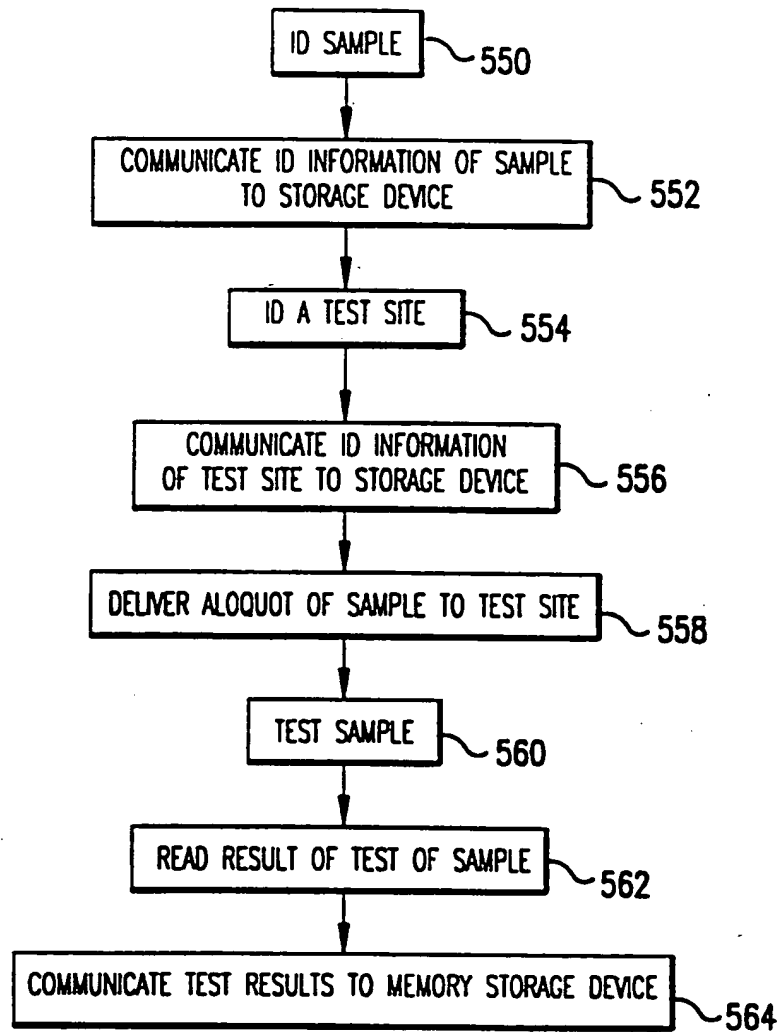 ID SAMPLE
550
COMMUNICATE ID INFORMATION OF SAMPLE
TO STORAGE DEVICE
552
ID A TEST SITE
554
COMMUNICATE ID INFORMATION
OF TEST SITE TO STORAGE DEVICE
556
DELIVER ALOQUOT OF SAMPLE TO TEST SITE
558
TEST SAMPLE
560
READ RESULT OF TEST OF SAMPLE
562
COMMUNICATE TEST RESULTS TO MEMORY STORAGE DEVICE
564